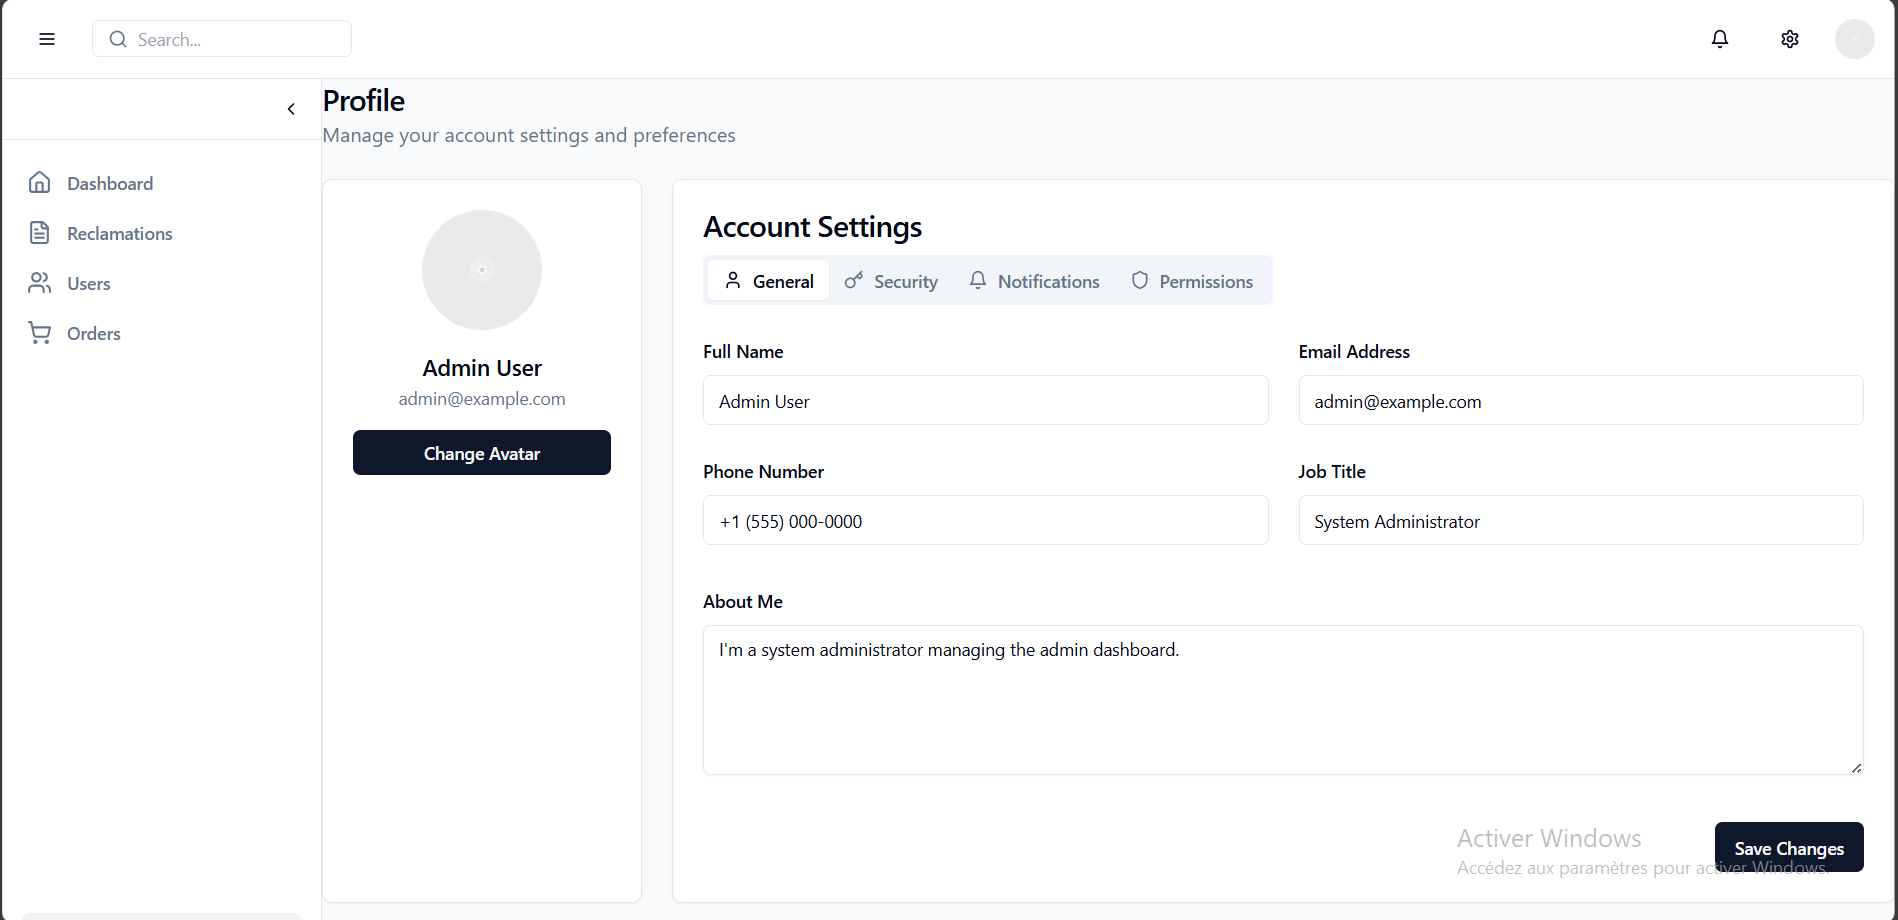 Search...
Profile
Manage your account settings and preferences
Dashboard
Reclamations
Users
Orders
Admin User
admin@example.com
Change Avatar
Account Settings
General
Security
Notifications
Permissions
Full Name
Email Address
Admin User
admin@example.com
Phone Number
Job Title
+1 (555) 000-0000
System Administrator
About Me
I'm a system administrator managing the admin dashboard.
Save Changes
Activer Windows
Accédez aux paramètres pour activer Windows.